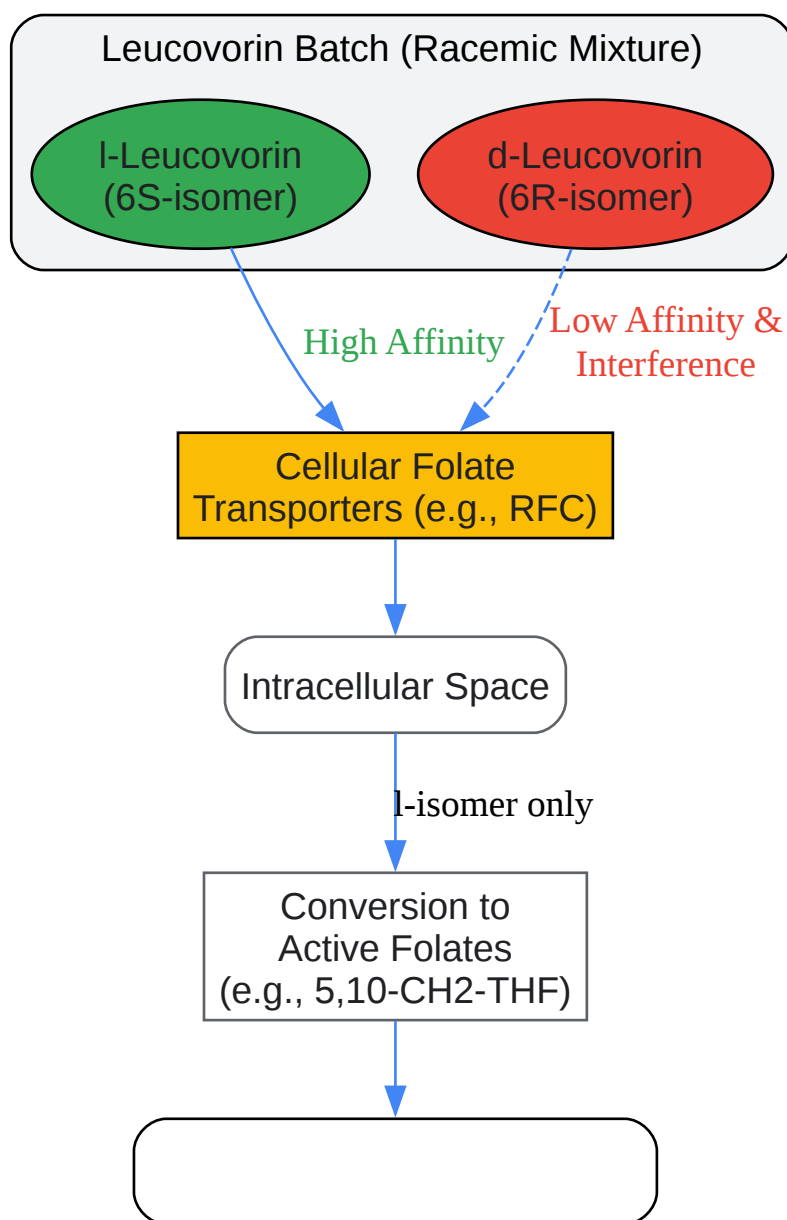 Leucovorin Batch (Racemic Mixture)
l-Leucovorin
(6S-isomer)
d-Leucovorin
(6R-isomer)
High Affinity
Low Affinity &
Interference
Cellular Folate
Transporters (e.g., RFC)
Intracellular Space
l-isomer only
Conversion to
Active Folates
(e.g., 5,10-CH2-THF)